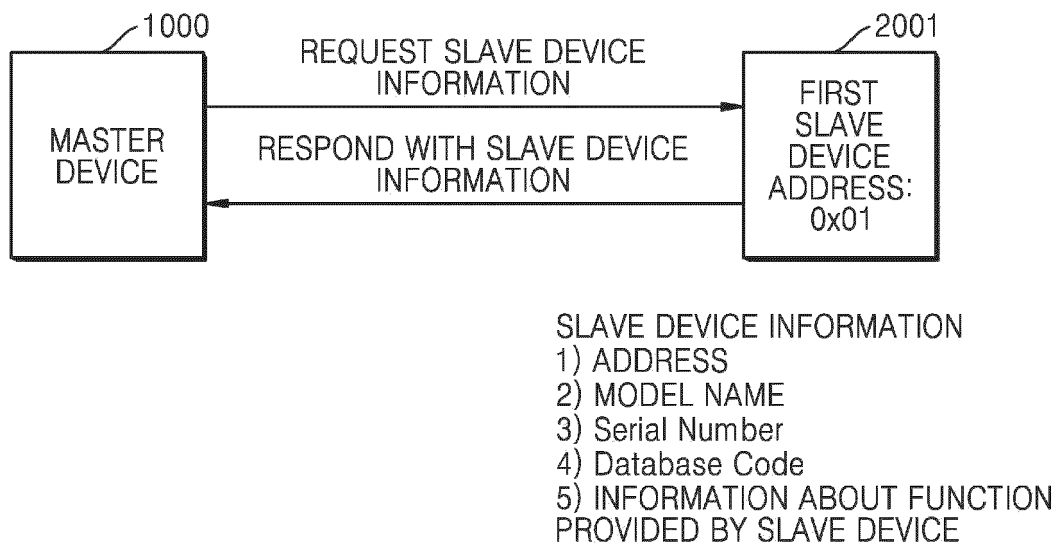 1000
2001
REQUEST SLAVE DEVICE
INFORMATION
MASTER
DEVICE
RESPOND WITH SLAVE DEVICE
INFORMATION
FIRST
SLAVE
DEVICE
ADDRESS:
0x01
SLAVE DEVICE INFORMATION
1) ADDRESS
2) MODEL NAME
3) Serial Number
4) Database Code
5) INFORMATION ABOUT FUNCTION
PROVIDED BY SLAVE DEVICE